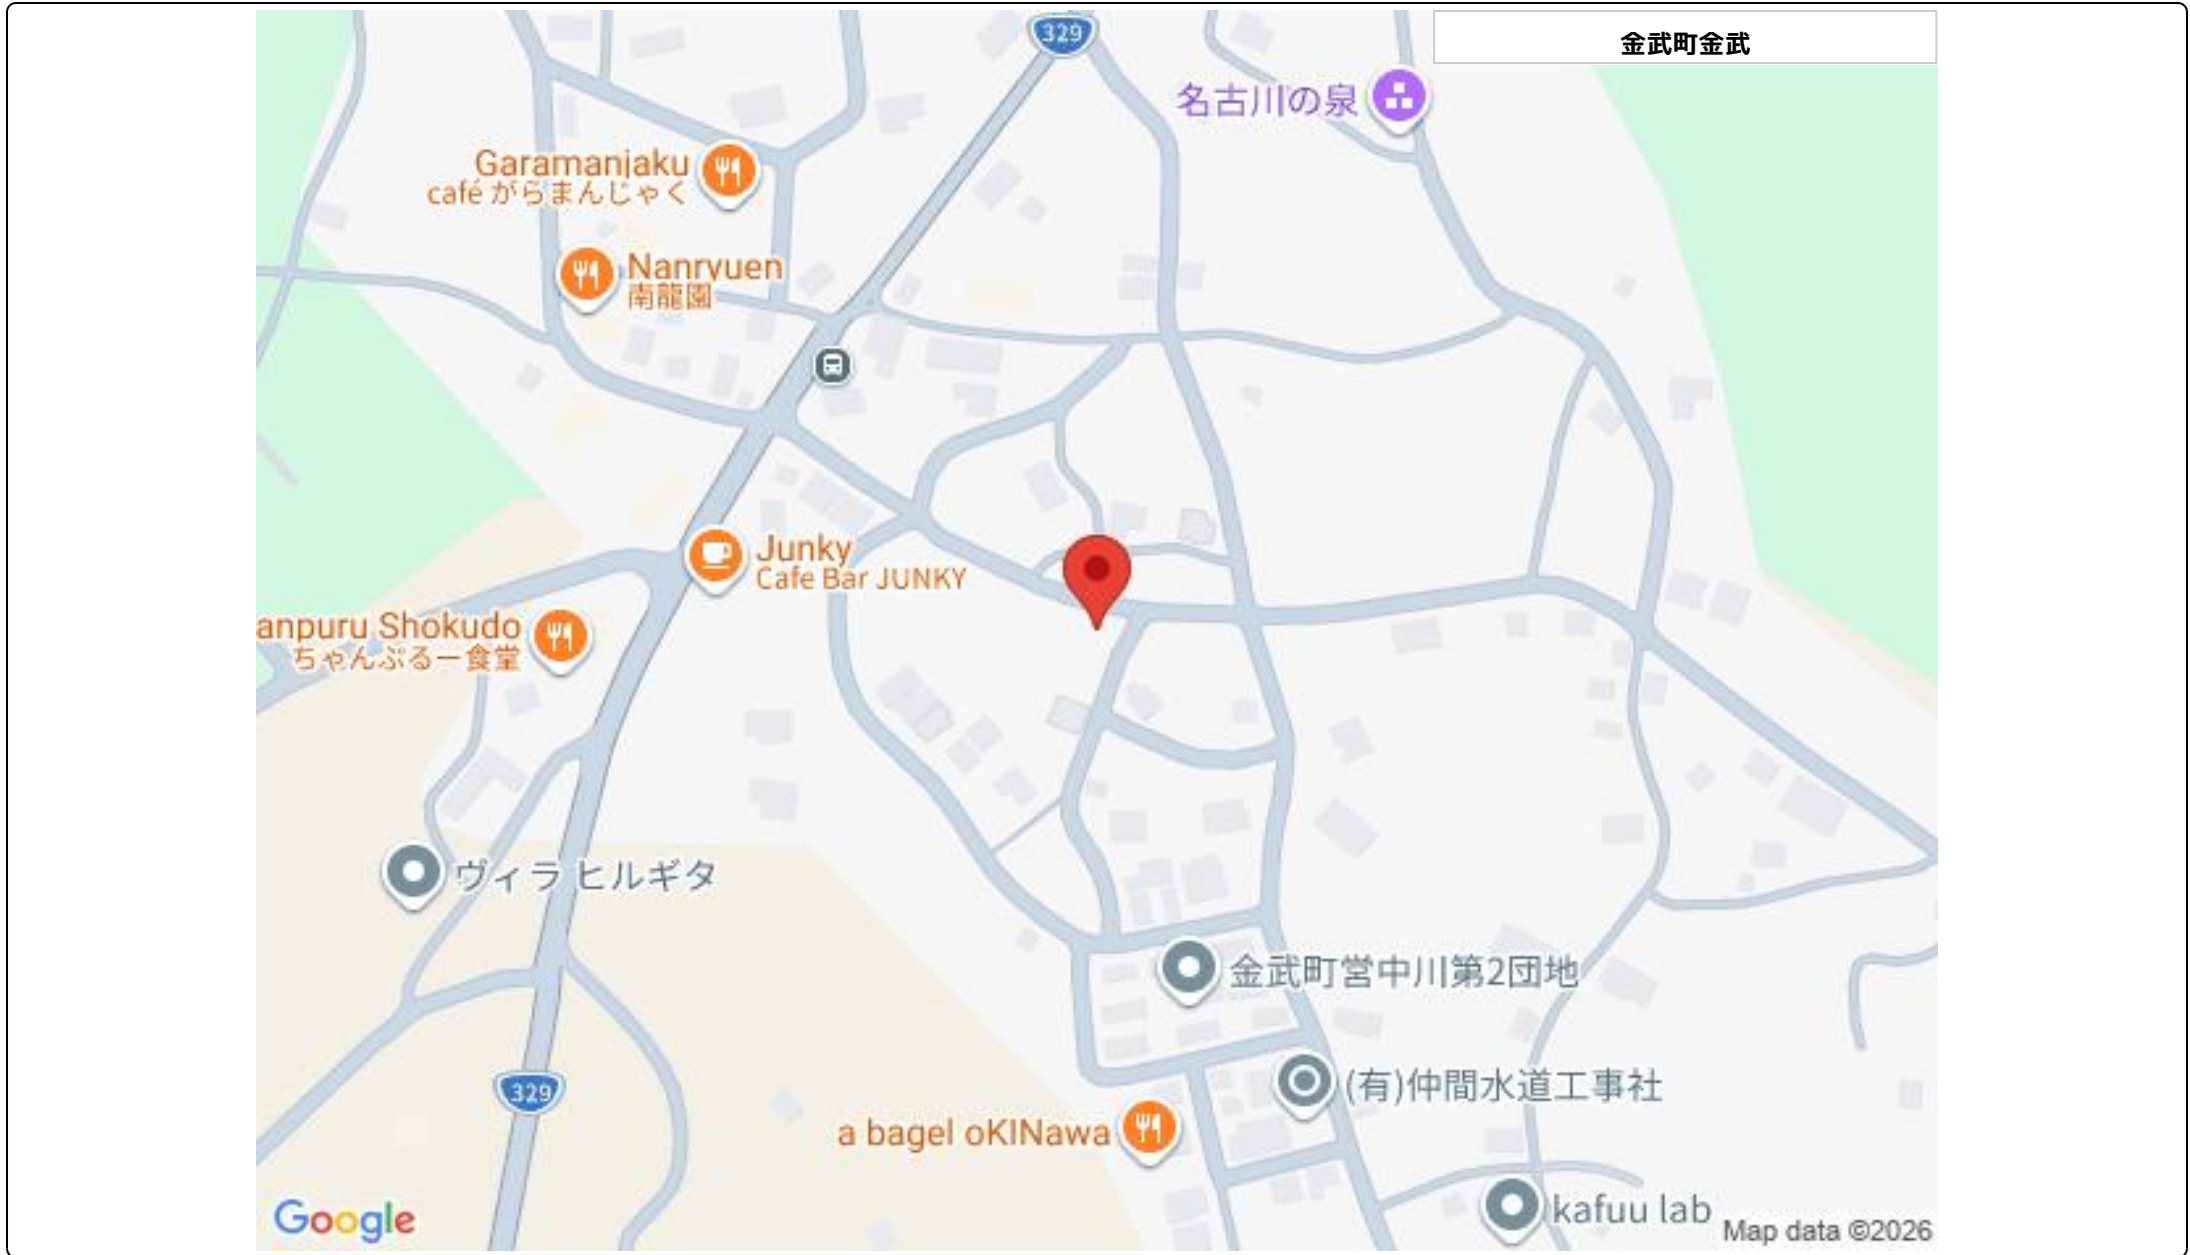 329
金武町金武
名古川の泉
Garamanjaku
café がらまんじゃく
Nanryuen
南龍園
Junky
Cafe Bar JUNKY
anpuru Shokudo
ちゃんぷるー食堂
ヴィラ ヒルギタ
金武町営中川第2団地
329
(有)仲間水道工事社
a bagel oKINawa
kafuu lab
Google
Map data ©2026